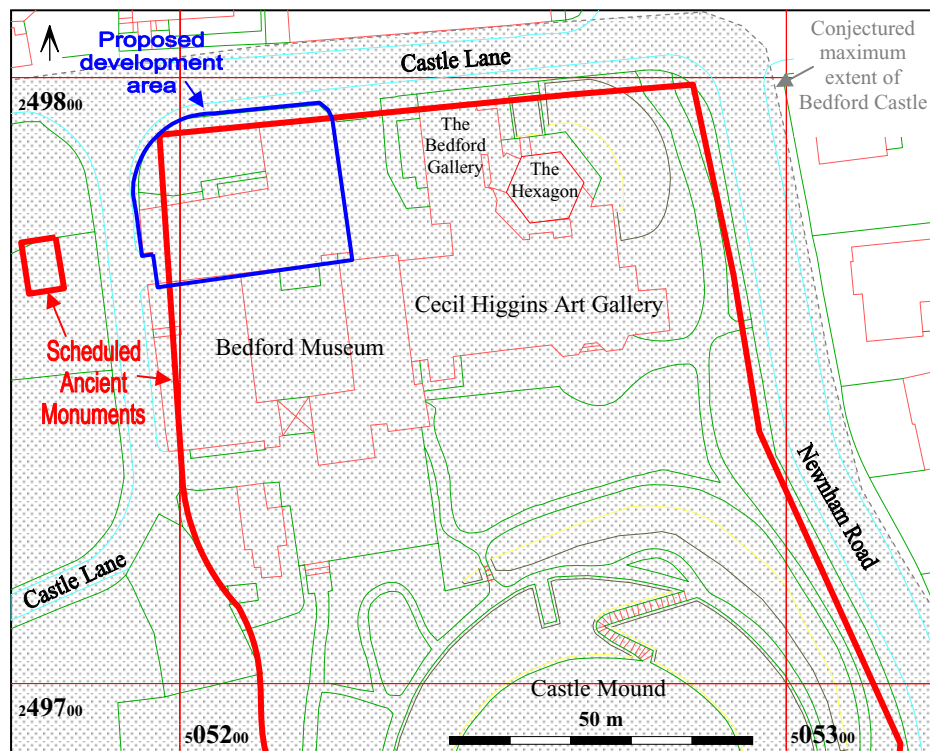 Proposed
development
area
Castle Lane
Conjectured
maximum
extent of
Bedford Castle
249800
The
Bedford
Gallery
The
Hexagon
Cecil Higgins Art Gallery
Bedford Museum
Scheduled
Ancient
Monuments
Newnham Road
Castle Lane
Castle Mound
249700
505200
50 m
505300